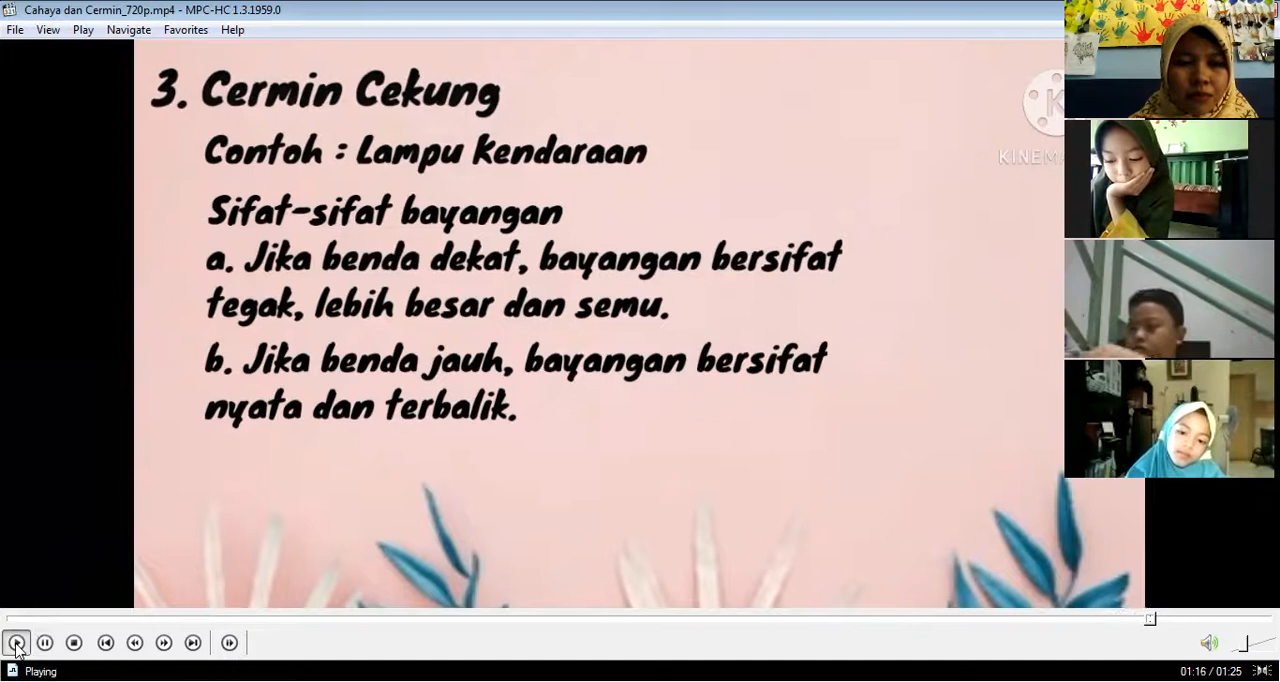 Cahaya dan Cermin_720p.mp4 - MPC-HC 1.3.1959.0
File View Play Navigate Favorites Help
3. Cermin Cekung
Contoh : Lampu Kendaraan
Sifat-sifat bayangan
a. Jika benda dekat, bayangan bersifat
tegak, lebih besar dan semu.
b. Jika benda jauh, bayangan bersifat
nyata dan terbalik.
K
KINEMA
Playing
01:16 / 01:25